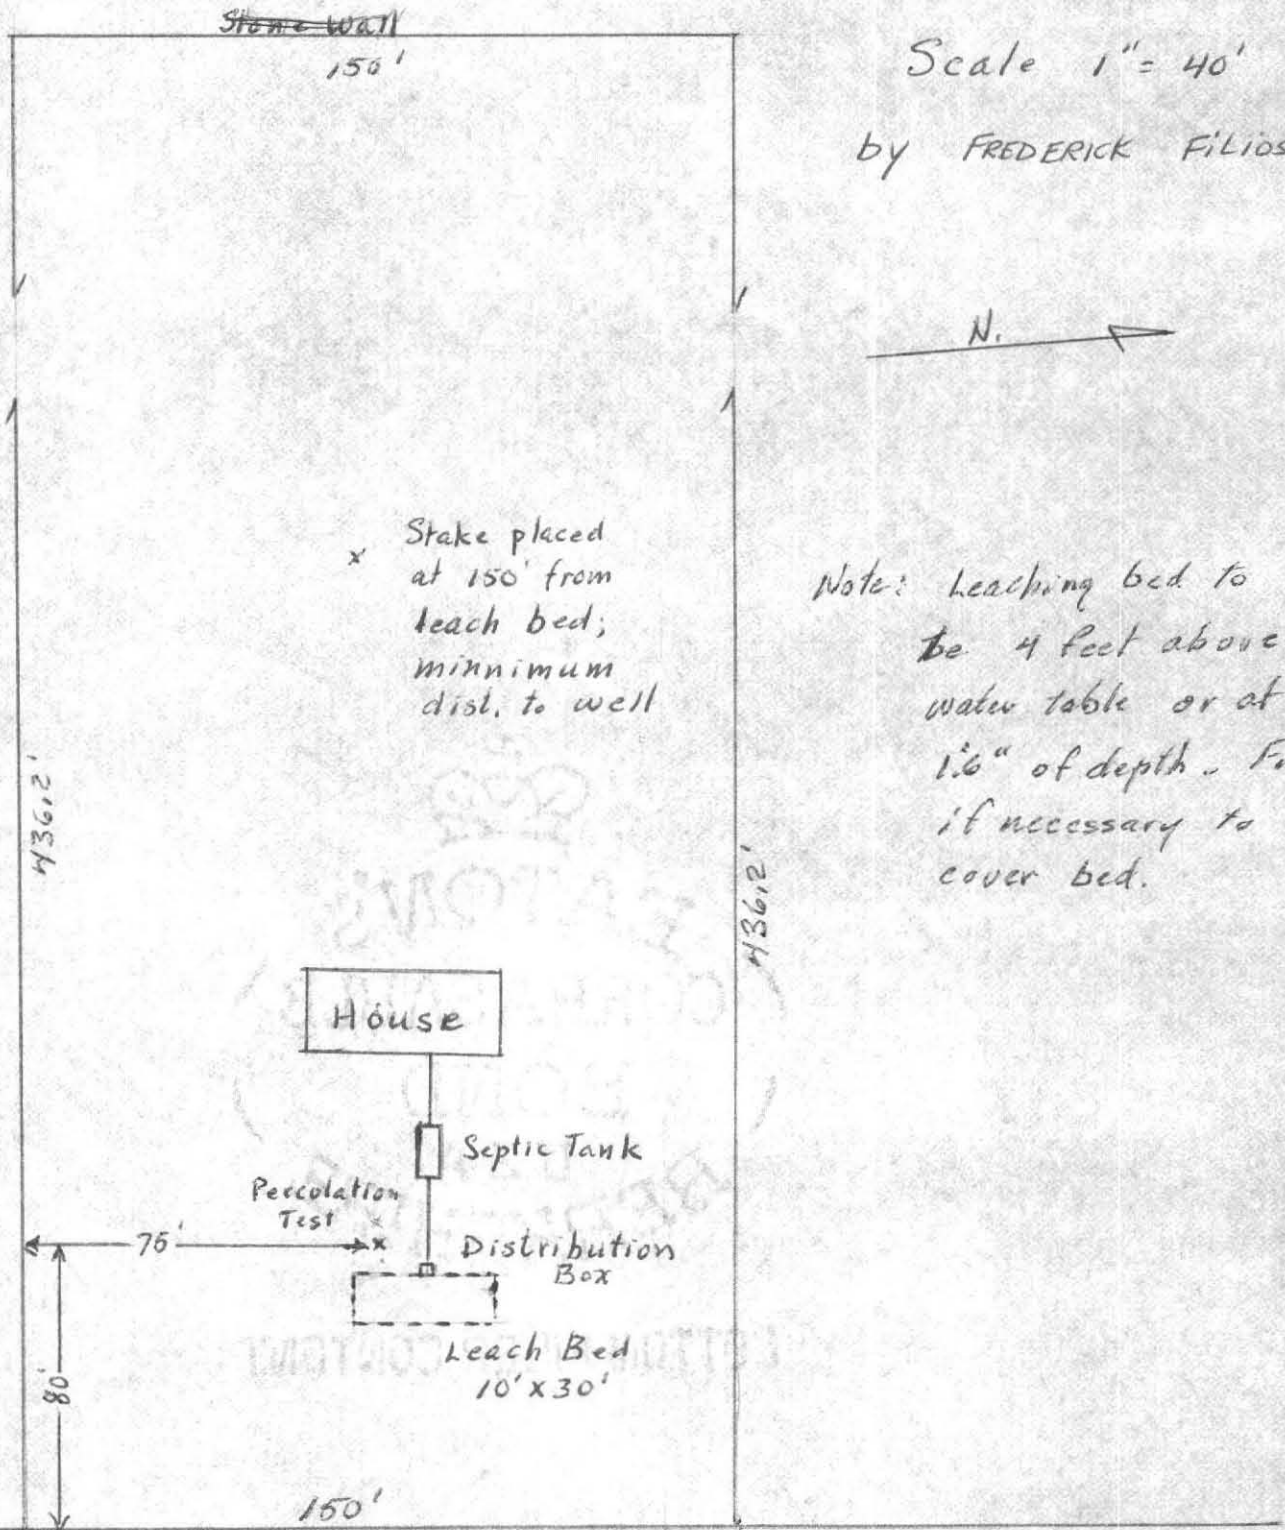 Stone Wall
150'
Scale 1" = 40'
by FREDERICK FiLiOS
N.
x Stake placed
at 150' from
leach bed;
minnimum
dist. to well
Note: Leaching bed to
be 4 feet above
water table or at
1'6" of depth.
if necessary to
cover bed.
436.2'
436.2'
House
Septic Tank
Percolation
Test
75'
x
Distribution
Box
80'
Leach Bed
10' x 30'
150'